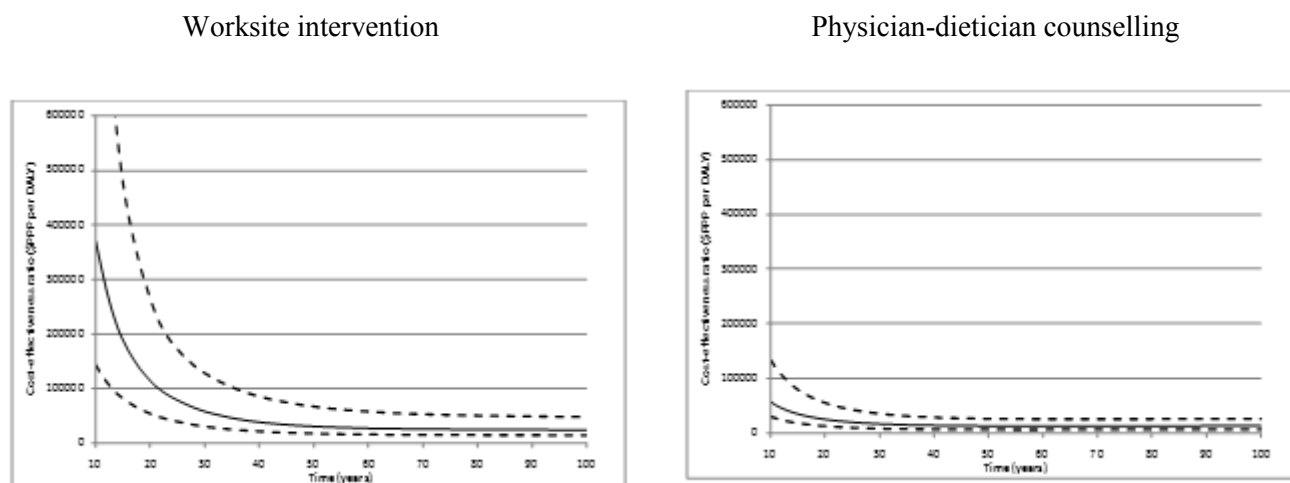 Worksite intervention
Physician-dietician counselling
Cost-effectiveness ratio ($PPP per DALY)
600000
500000
400000
300000
200000
100000
0
10 20 30 40 50 60 70 80 90 100
Time (years)
Cost-effectiveness ratio ($PPP per DALY)
600000
500000
400000
300000
200000
100000
0
10 20 30 40 50 60 70 80 90 100
Time (years)